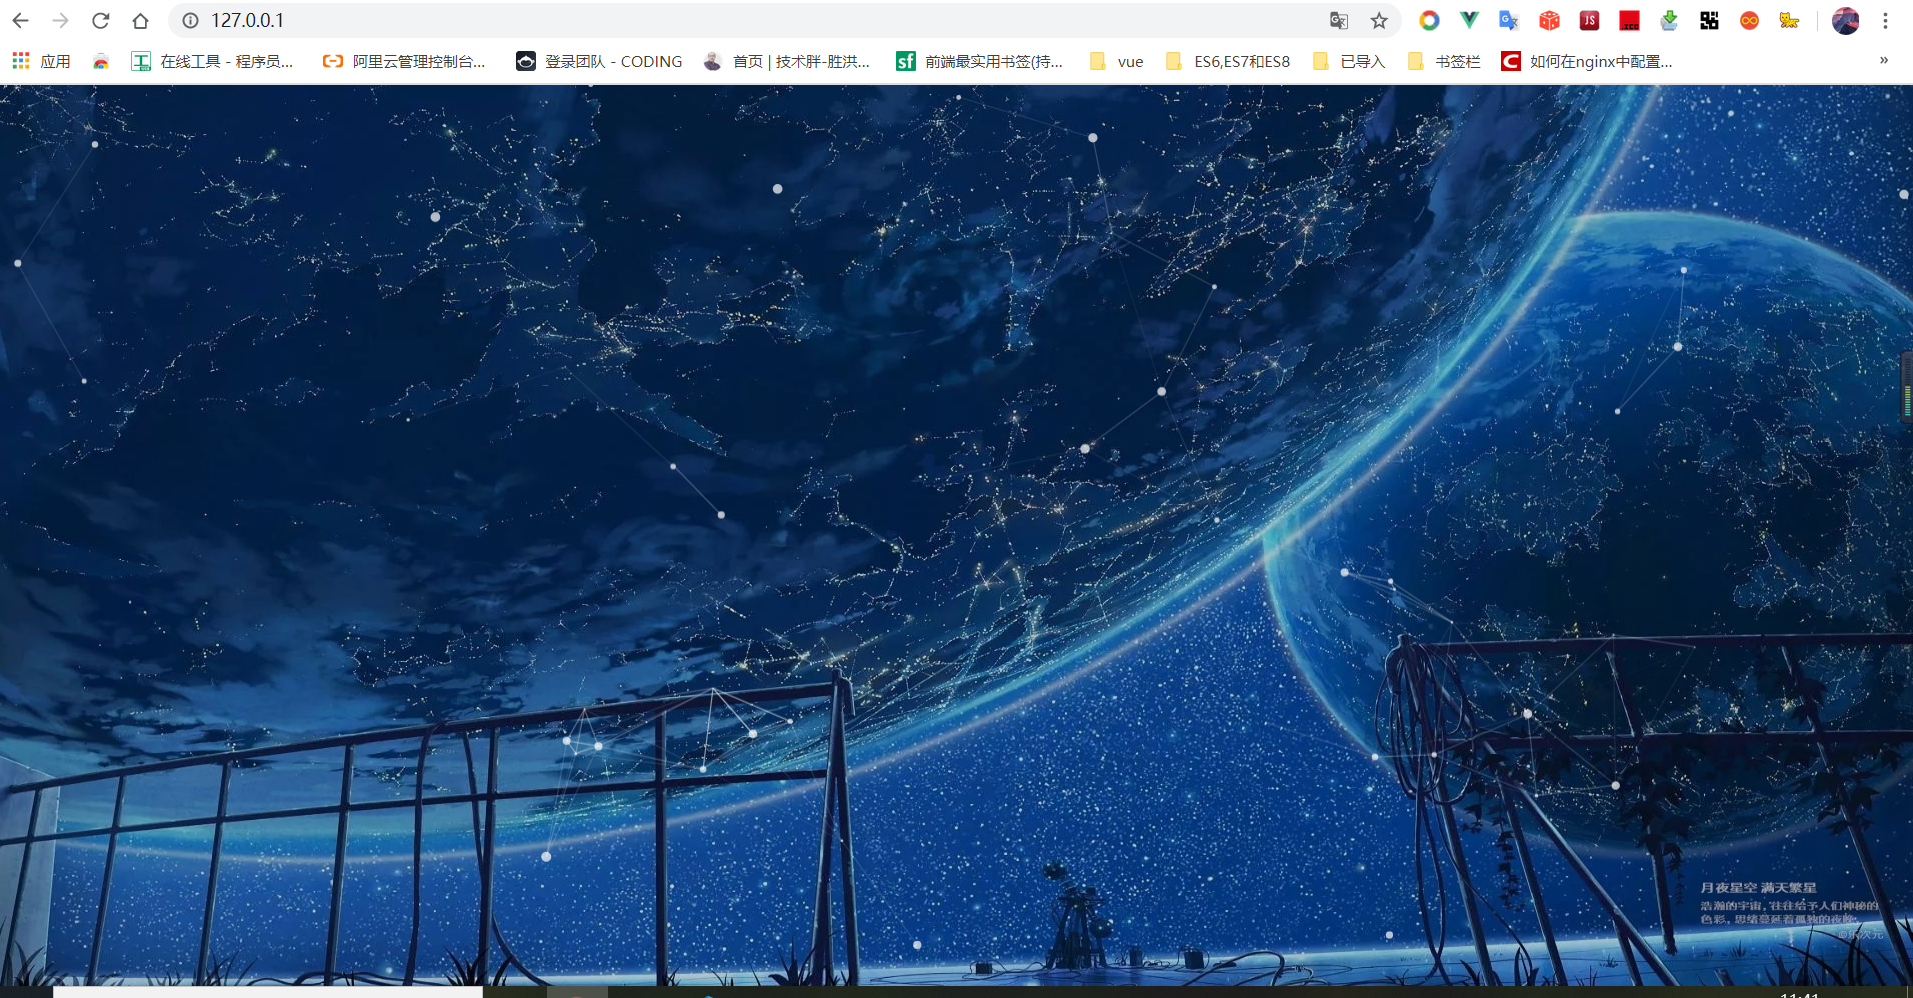 127.0.0.1
应用
在线工具 - 程序员...
阿里云管理控制台...
登录团队 - CODING
首页 | 技术胖-胜洪...
前端最实用书签(持...
vue
ES6,ES7和ES8
已导入
书签栏
如何在nginx中配置...
»
月夜星空 满天繁星
浩瀚的宇宙，往往给予人们神秘的
色彩，思绪蔓延着孤独的夜晚